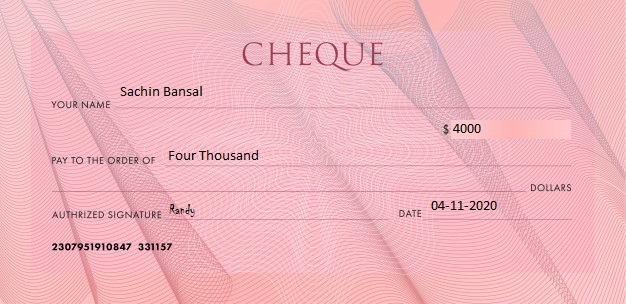 CHEQUE
YOUR NAME Sachin Bansal
$ 4000
PAY TO THE ORDER OF Four Thousand
DOLLARS
AUTHRIZED SIGNATURE Randy DATE 04-11-2020
2307951910847 331157